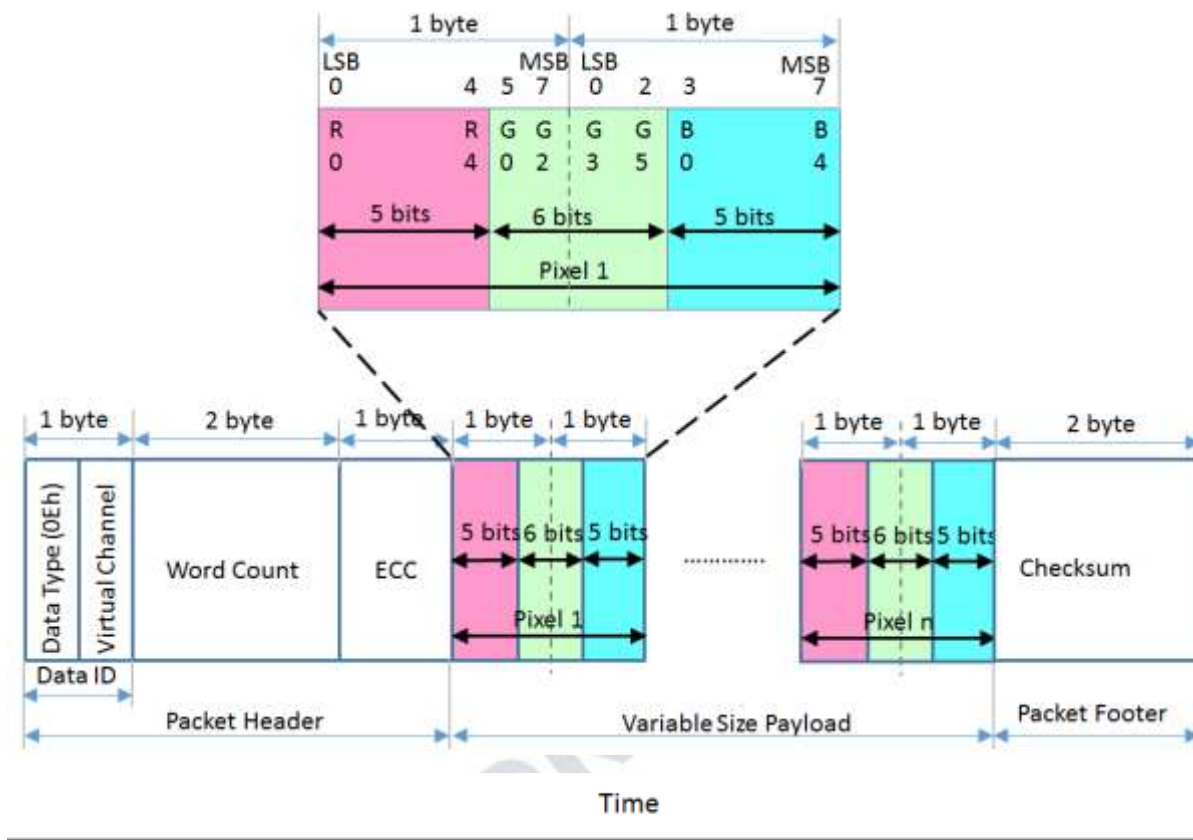 1 byte 1 byte
LSB MSB LSB MSB
0 4 5 7 0 2 3 7
R R G G G G B B
0 4 0 2 3 5 0 4
5 bits 6 bits 5 bits
Pixel 1
1 byte 2 byte 1 byte 1 byte 1 byte 1 byte 1 byte 2 byte
Data Type (0Eh)
Virtual Channel
Word Count
ECC
5 bits 6 bits 5 bits
Pixel 1
............
5 bits 6 bits 5 bits
Pixel n
Checksum
Data ID
Packet Header
Variable Size Payload
Packet Footer
Time